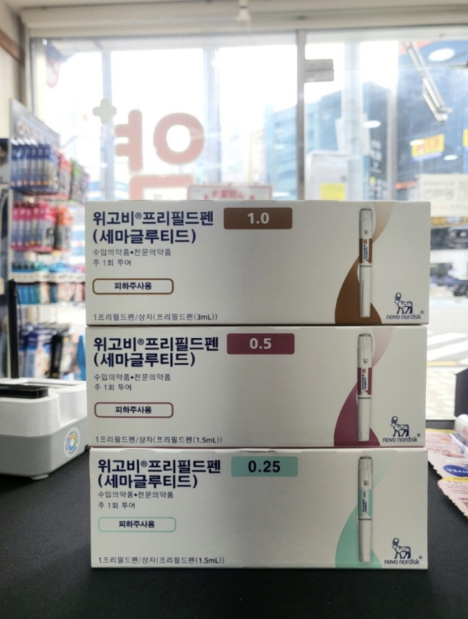 약
위고비®프리필드펜 1.0
(세마글루티드)
수입의약품•전문의약품
주 1회 투여
피하주사용
1프리필드펜/상자(프리필드펜(3mL))
novo nordisk®
위고비®프리필드펜 0.5
(세마글루티드)
수입의약품•전문의약품
주 1회 투여
피하주사용
1프리필드펜/상자(프리필드펜(1.5mL))
novo nordisk®
위고비®프리필드펜 0.25
(세마글루티드)
수입의약품•전문의약품
주 1회 투여
피하주사용
1프리필드펜/상자(프리필드펜(1.5mL))
novo nordisk®